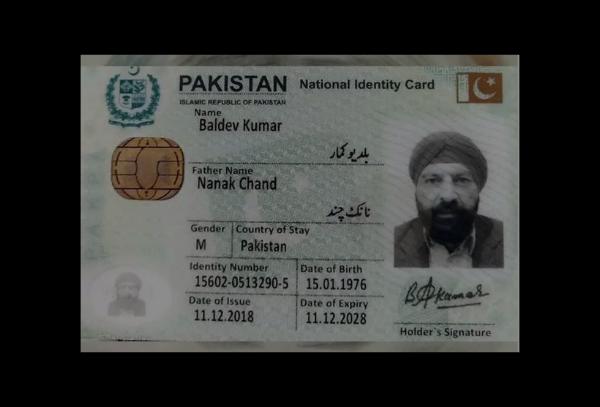 PAKISTAN National Identity Card
ISLAMIC REPUBLIC OF PAKISTAN
Name
Baldev Kumar
بلدیو کمار
Father Name
Nanak Chand
نانک چند
Gender Country of Stay
M Pakistan
Identity Number Date of Birth
15602-0513290-5 15.01.1976
Date of Issue Date of Expiry
11.12.2018 11.12.2028
Holder`s Signature